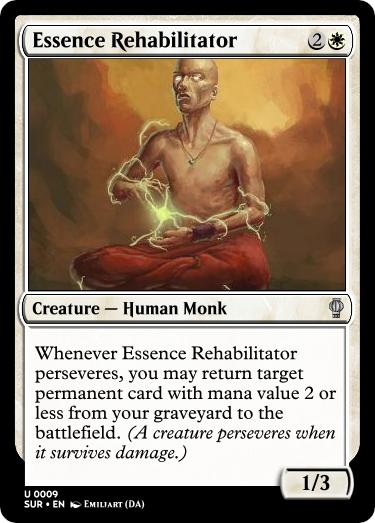 Essence Rehabilitator 2
Creature — Human Monk
Whenever Essence Rehabilitator
perseveres, you may return target
permanent card with mana value 2 or
less from your graveyard to the
battlefield. (A creature perseveres when
it survives damage.)
1/3
U 0009
SUR • EN EMILIART (DA)